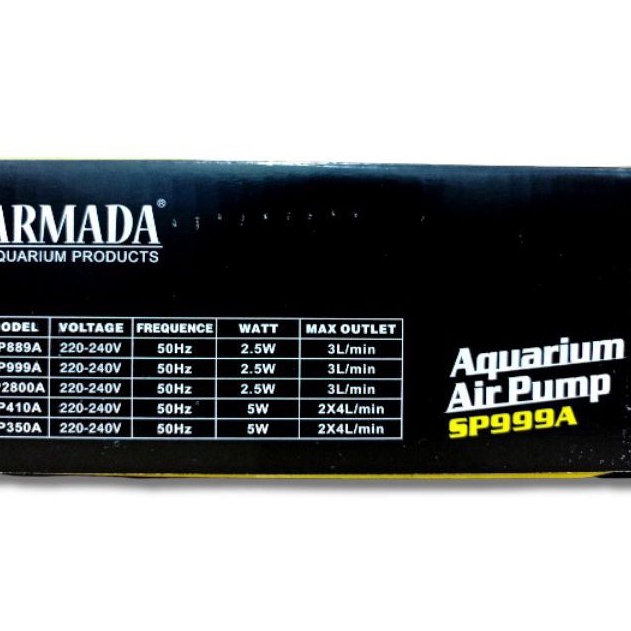 ARMADA®
QUARIUM PRODUCTS
ODEL VOLTAGE FREQUENCE WATT MAX OUTLET
P889A 220-240V 50Hz 2.5W 3L/min
P999A 220-240V 50Hz 2.5W 3L/min
P2800A 220-240V 50Hz 2.5W 3L/min
P410A 220-240V 50Hz 5W 2X4L/min
P350A 220-240V 50Hz 5W 2X4L/min
Aquarium
Air Pump
SP999A